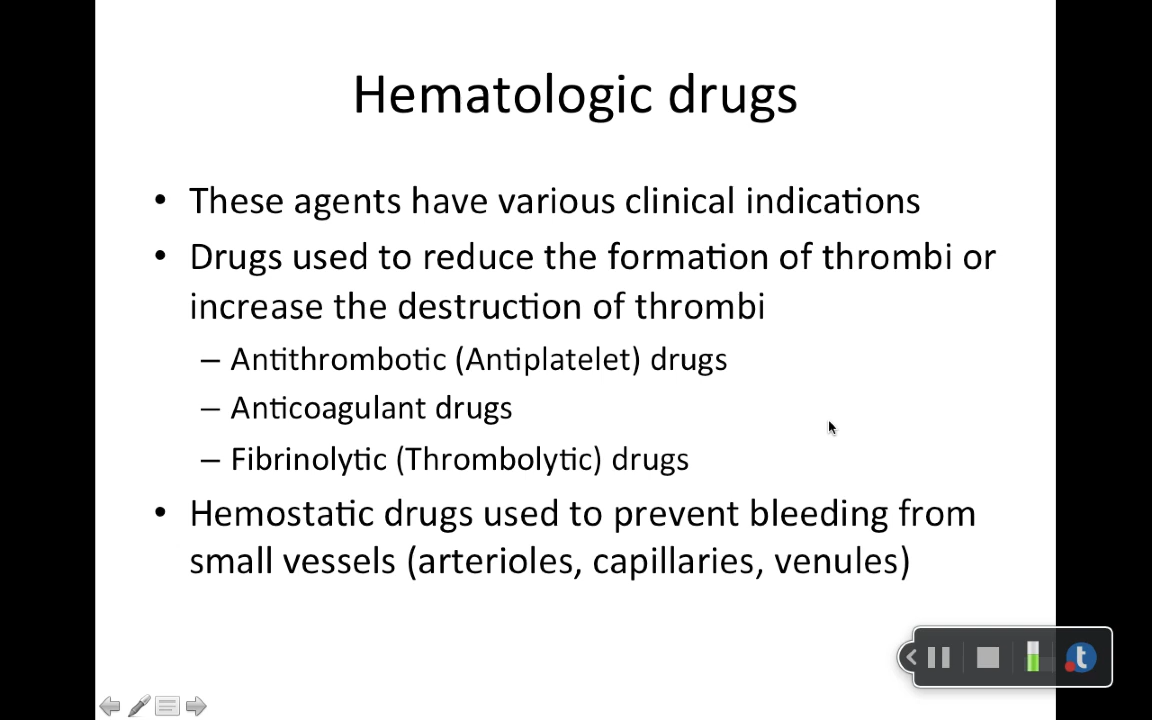 Hematologic drugs
• These agents have various clinical indications
• Drugs used to reduce the formation of thrombi or
increase the destruction of thrombi
– Antithrombotic (Antiplatelet) drugs
– Anticoagulant drugs
– Fibrinolytic (Thrombolytic) drugs
• Hemostatic drugs used to prevent bleeding from
small vessels (arterioles, capillaries, venules)
t